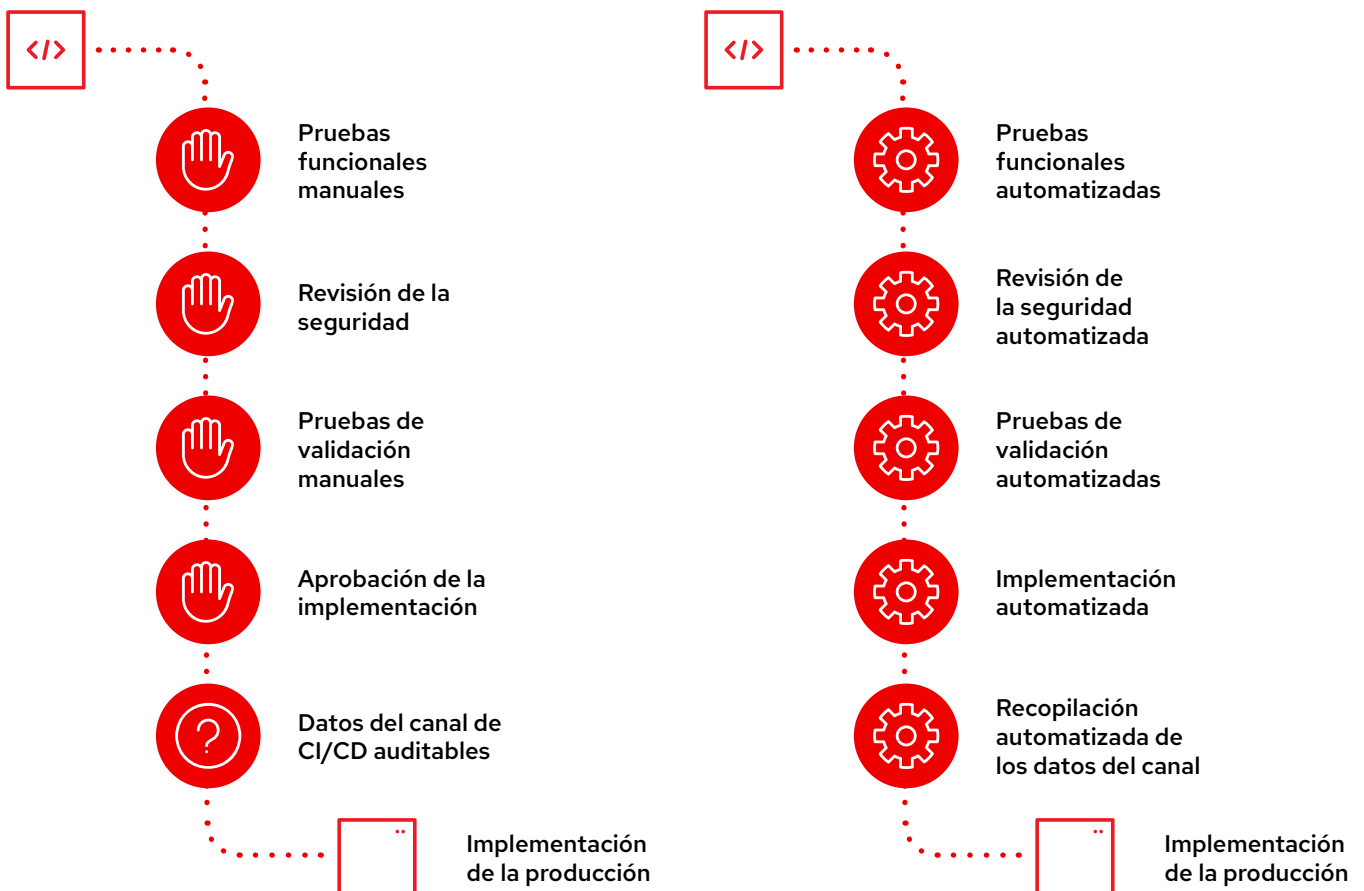 </>
Pruebas
funcionales
manuales
Revisión de la
seguridad
Pruebas de
validación
manuales
Aprobación de la
implementación
?
Datos del canal de
CI/CD auditables
Implementación
de la producción
</>
Pruebas
funcionales
automatizadas
Revisión de
la seguridad
automatizada
Pruebas de
validación
automatizadas
Implementación
automatizada
Recopilación
automatizada de
los datos del canal
Implementación
de la producción